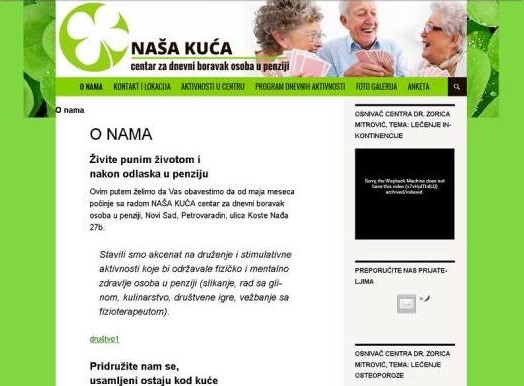 NAŠA KUĆA
centar za dnevni boravak osoba u penziji
O NAMA KONTAKT I LOKACIJA AKTIVNOSTI U CENTRU PROGRAM DNEVNIH AKTIVNOSTI FOTO GALERIJA ANKETA
O nama
O NAMA
Živite punim životom i
nakon odlaska u penziju
Ovim putem želimo da Vas obavestimo da od maja meseca
počinje sa radom NAŠA KUĆA centar za dnevni boravak
osoba u penziji, Novi Sad, Petrovaradin, ulica Koste Nađa
27b.
Stavili smo akcenat na druženje i stimulativne
aktivnosti koje bi održavale fizičko i mentalno
zdravlje osoba u penziji (slikanje, rad sa gli-
nom, kulinarstvo, društvene igre, vežbanje sa
fizioterapeutom).
društvo1
Pridružite nam se,
usamljeni ostaju kod kuće
OSNIVAČ CENTRA DR. ZORICA
MITROVIĆ, TEMA: LEČENJE IN-
KONTINENCIJE
Sorry, the Wayback Machine does not
have this video
archived/indexed.
PREPORUČITE NAS PRIJATE-
LJIMA
OSNIVAČ CENTRA DR. ZORICA
MITROVIĆ, TEMA: LEČENJE
OSTEOPOROZE